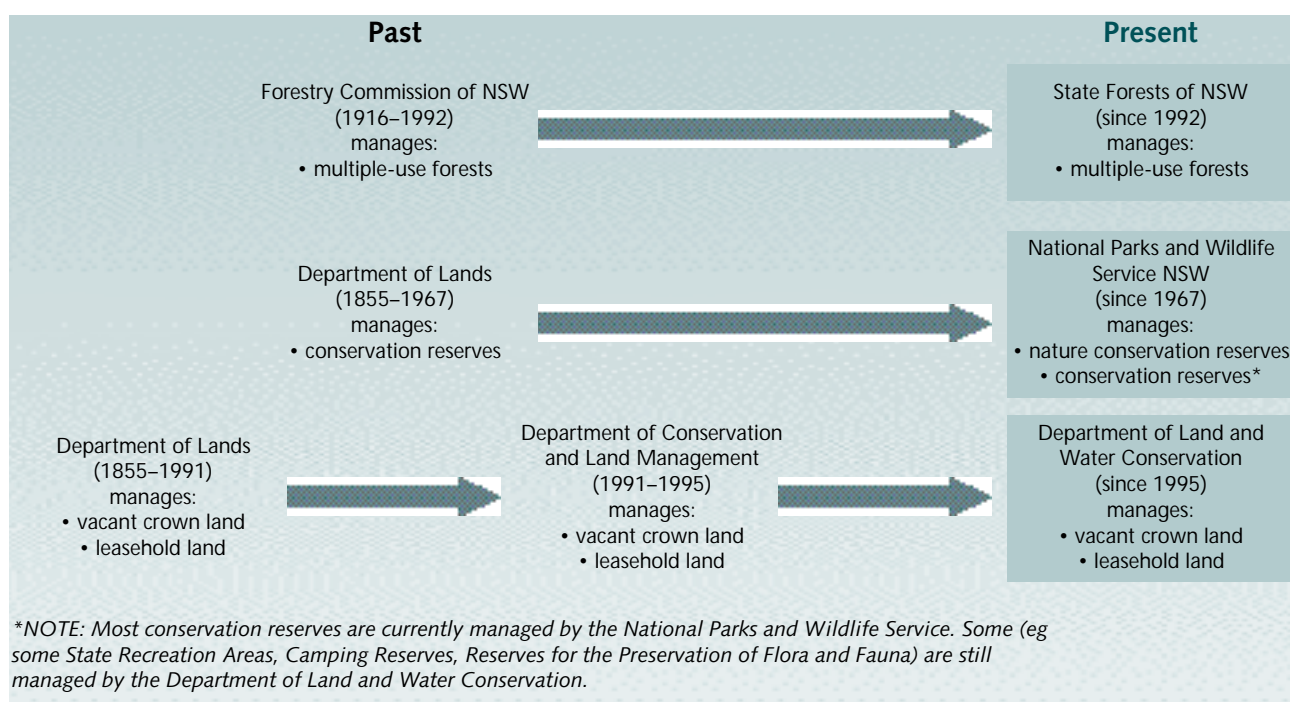 Past
Present
Forestry Commission of NSW
(1916–1992)
manages:
• multiple-use forests
State Forests of NSW
(since 1992)
manages:
• multiple-use forests
Department of Lands
(1855–1967)
manages:
• conservation reserves
National Parks and Wildlife
Service NSW
(since 1967)
manages:
• nature conservation reserves
• conservation reserves*
Department of Lands
(1855–1991)
manages:
• vacant crown land
• leasehold land
Department of Conservation
and Land Management
(1991–1995)
manages:
• vacant crown land
• leasehold land
Department of Land and
Water Conservation
(since 1995)
manages:
• vacant crown land
• leasehold land
*NOTE: Most conservation reserves are currently managed by the National Parks and Wildlife Service. Some (eg
some State Recreation Areas, Camping Reserves, Reserves for the Preservation of Flora and Fauna) are still
managed by the Department of Land and Water Conservation.